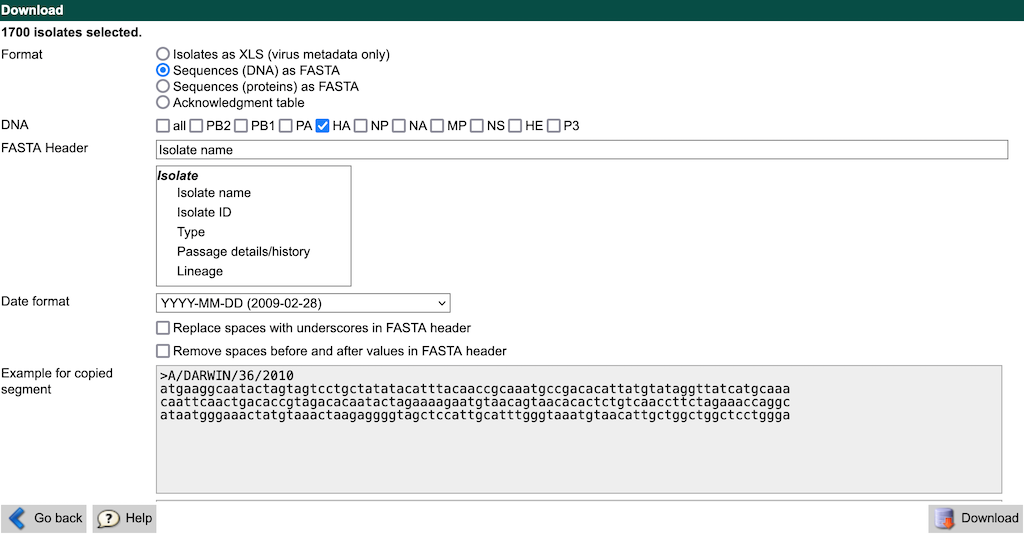 Download
1700 isolates selected.
Format
Isolates as XLS (virus metadata only)
Sequences (DNA) as FASTA
Sequences (proteins) as FASTA
Acknowledgment table
DNA all PB2 PB1 PA HA NP NA MP NS HE P3
FASTA Header Isolate name
Isolate
Isolate name
Isolate ID
Type
Passage details/history
Lineage
Date format YYYY-MM-DD (2009-02-28)
Replace spaces with underscores in FASTA header
Remove spaces before and after values in FASTA header
Example for copied segment
>A/DARWIN/36/2010
atgaaggcaatactagtagtcctgctatatacatttacaaccgcaaatgccgacacattatgtataggttatcatgcaaa
caattcaactgacaccgtagacacaatactagaaaagaatgtaacagtaacacactctgtcaaccttctagaaaccaggc
ataatgggaaactatgtaaactaagaggggtagctccattgcatttgggtaaatgtaacattgctggctggctcctggga
Go back Help Download